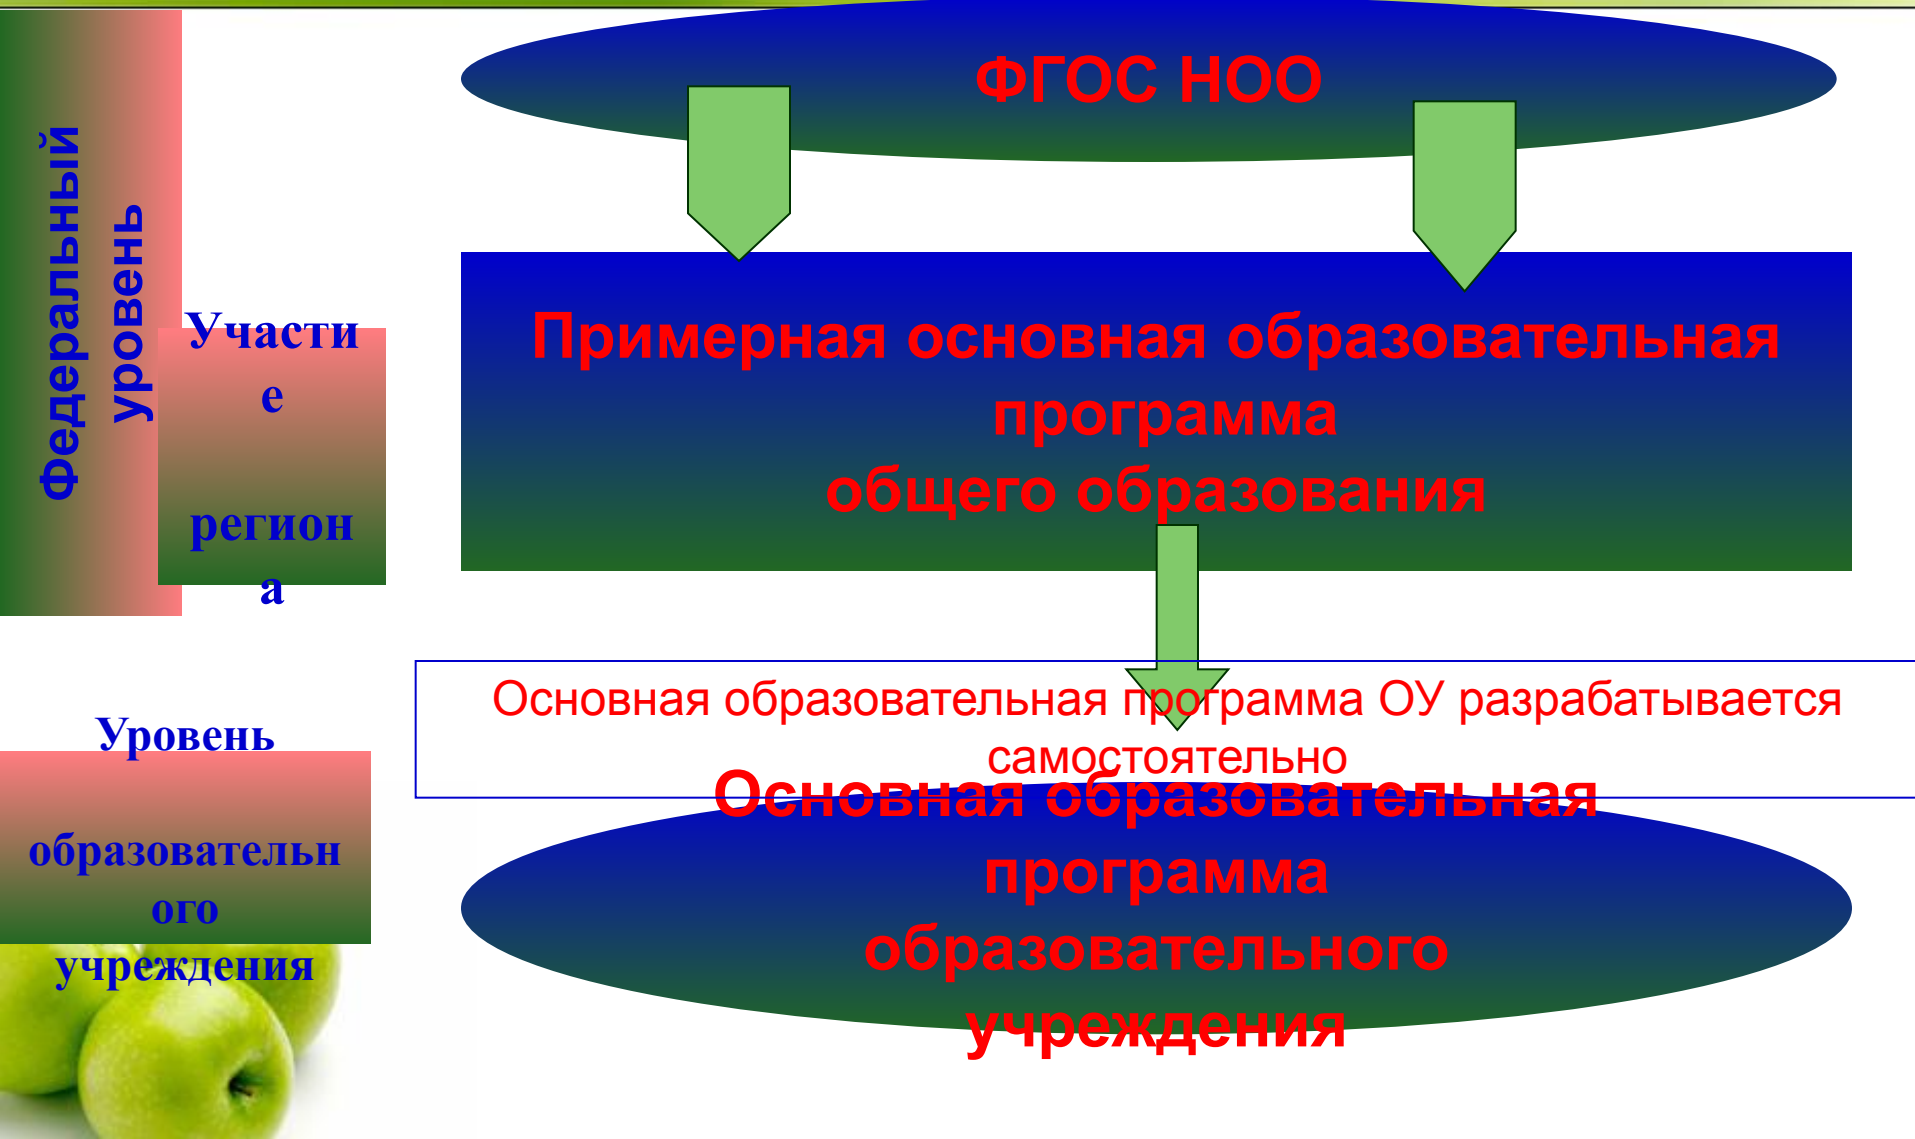 ФГОС НОО
Федеральный
уровень
Участи
е
регион
а
Примерная основная образовательная
программа
общего образования
Основная образовательная программа ОУ разрабатывается
самостоятельно
Уровень
образовательн
ого
учреждения
Основная образовательная
программа
образовательного
учреждения